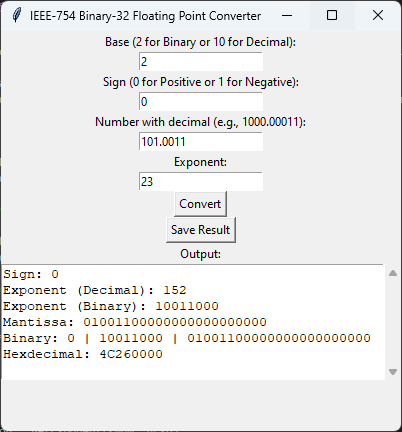 IEEE-754 Binary-32 Floating Point Converter
Base (2 for Binary or 10 for Decimal):
2
Sign (0 for Positive or 1 for Negative):
0
Number with decimal (e.g., 1000.00011):
101.0011
Exponent:
23
Convert
Save Result
Output:
Sign: 0
Exponent (Decimal): 152
Exponent (Binary): 10011000
Mantissa: 01001100000000000000000
Binary: 0 | 10011000 | 01001100000000000000000
Hexdecimal: 4C260000